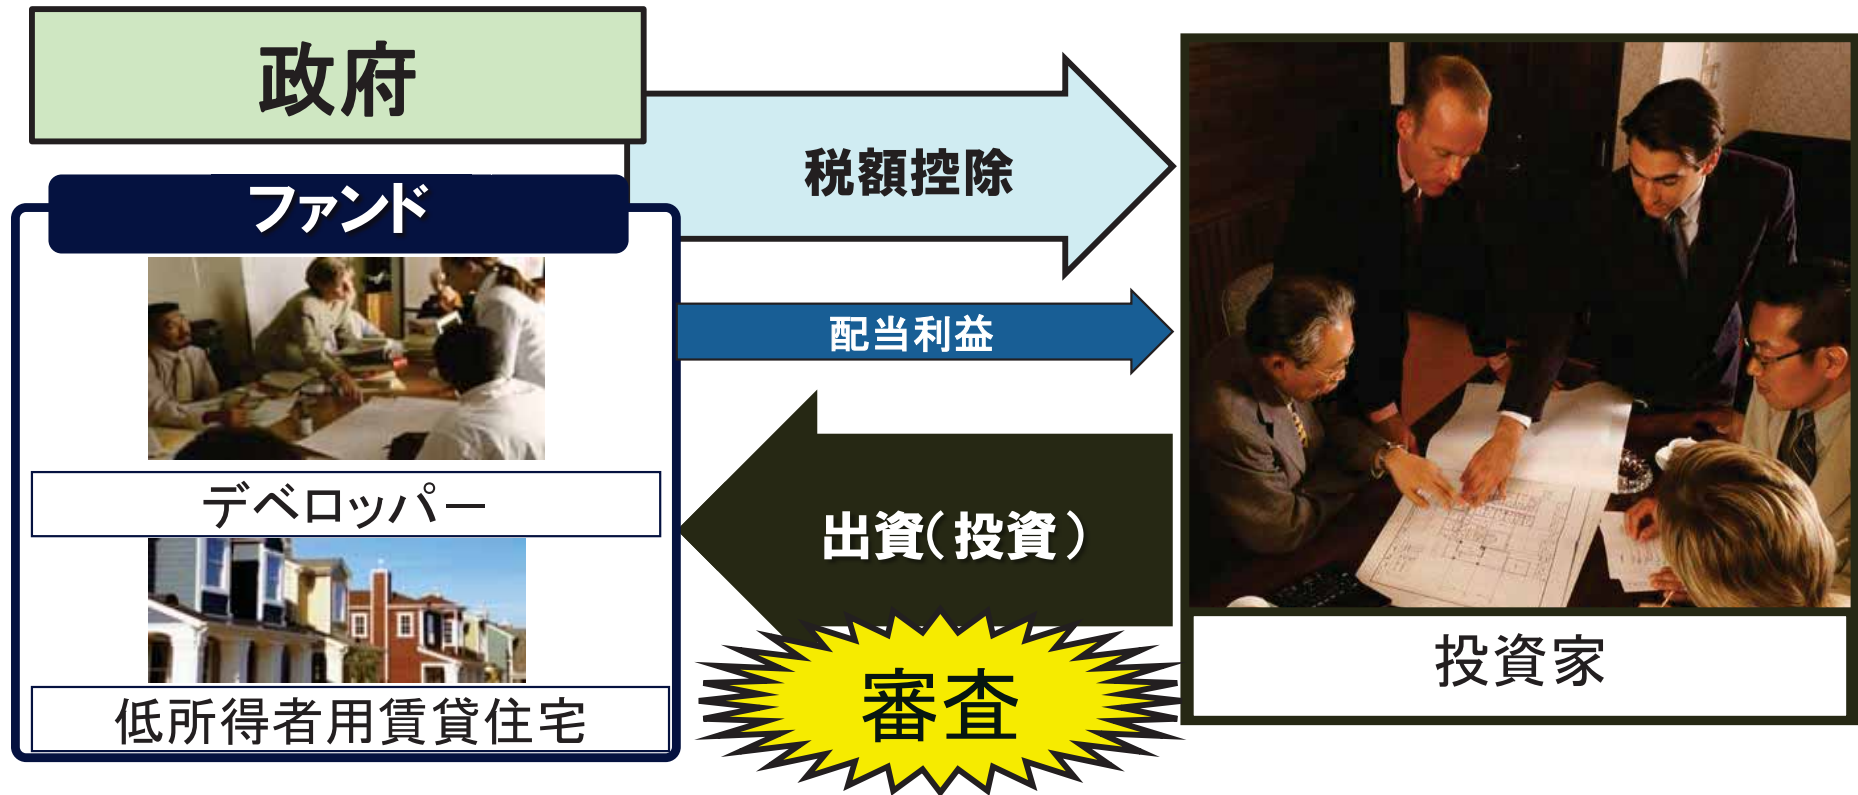 政府
税額控除
ファンド
配当利益
デベロッパー
出資(投資)
低所得者用賃貸住宅
審査
投資家